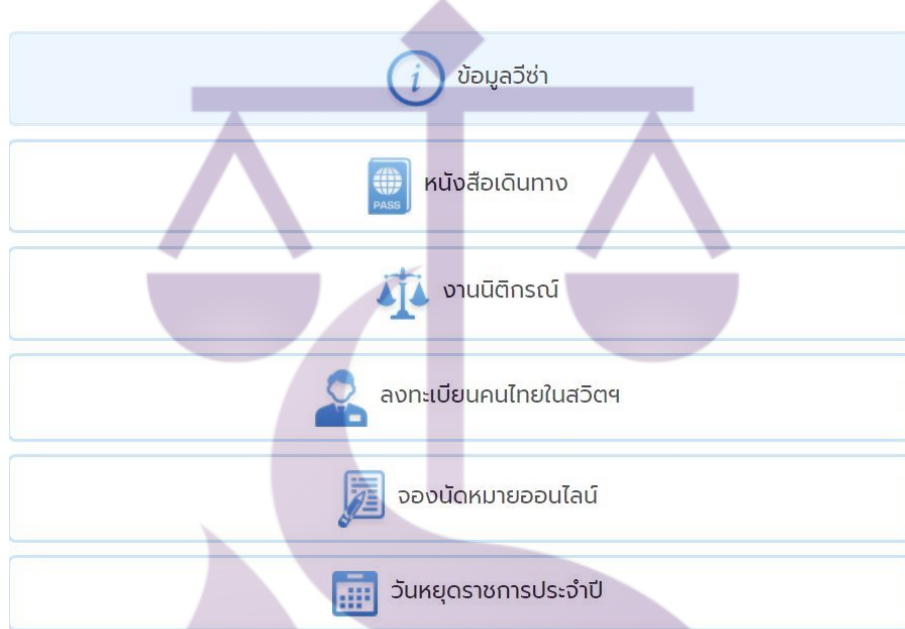 ข้อมูลวีซ่า
PASS
หนังสือเดินทาง
งานนิติกรณ์
ลงทะเบียนคนไทยในสวิตฯ
จองนัดหมายออนไลน์
วันหยุดราชการประจำปี